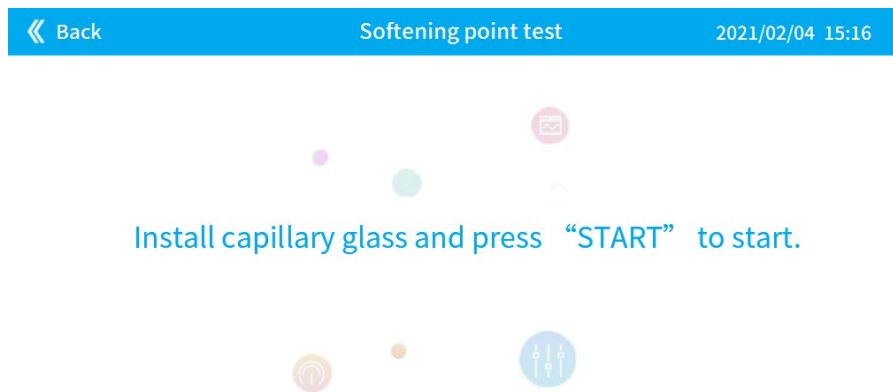 Back Softening point test 2021/02/04 15:16
Install capillary glass and press “START” to start.